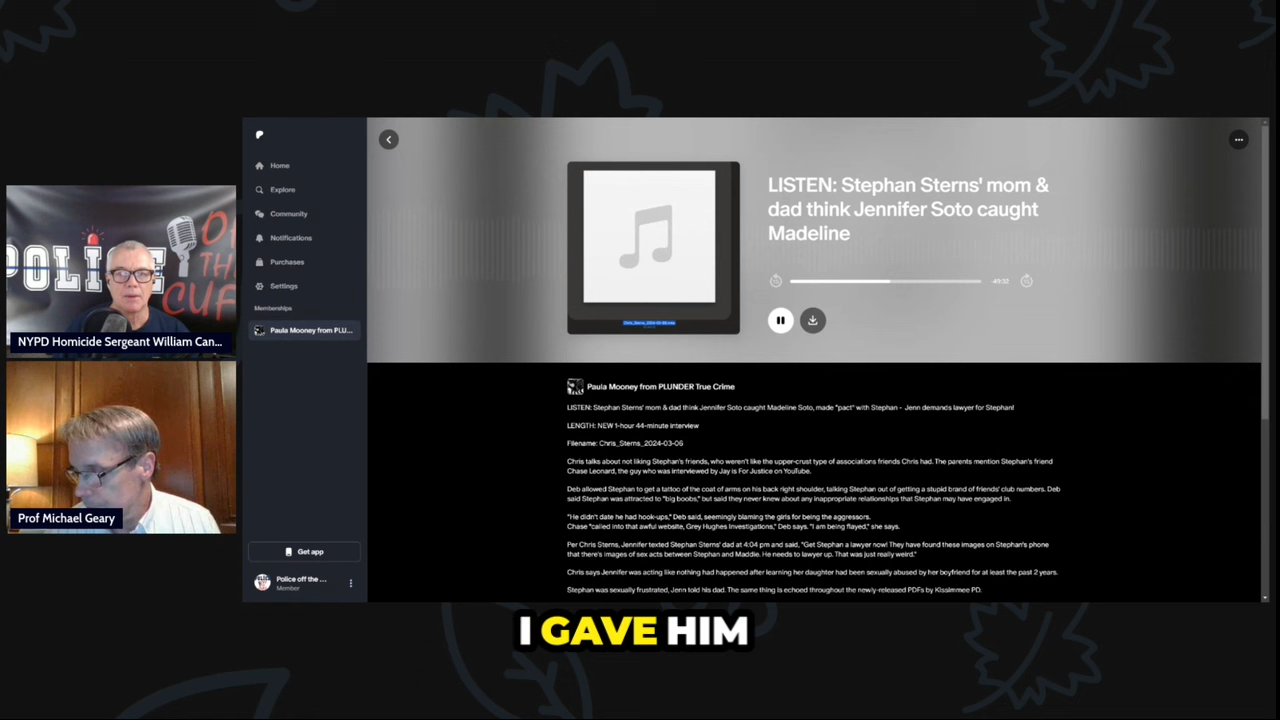 POLICE
OFF
THE
CUFF
NYPD Homicide Sergeant William Can...
Prof Michael Geary
Home
Explore
Community
Notifications
Purchases
Settings
Memberships
Paula Mooney from PLU...
Get app
Police off the ...
Member
LISTEN: Stephan Sterns' mom &
dad think Jennifer Soto caught
Madeline
-49:32
Chris_Sterns_2024-03-06.m4a
Paula Mooney from PLUNDER True Crime
LISTEN: Stephan Sterns' mom & dad think Jennifer Soto caught Madeline Soto, made "pact" with Stephan - Jenn demands lawyer for Stephan!
LENGTH: NEW 1-hour 44-minute interview
Filename: Chris_Sterns_2024-03-06
Chris talks about not liking Stephan's friends, who weren't like the upper-crust type of associations friends Chris had. The parents mention Stephan's friend
Chase Leonard, the guy who was interviewed by Jay is For Justice on YouTube.
Deb allowed Stephan to get a tattoo of the coat of arms on his back right shoulder, talking Stephan out of getting a stupid brand of friends' club numbers. Deb
said Stephan was attracted to "big boobs," but said they never knew about any inappropriate relationships that Stephan may have engaged in.
"He didn't date he had hook-ups," Deb said, seemingly blaming the girls for being the aggressors.
Chase "called into that awful website, Grey Hughes Investigations," Deb says. "I am being flayed," she says.
Per Chris Sterns, Jennifer texted Stephan Sterns' dad at 4:04 pm and said, "Get Stephan a lawyer now! They have found these images on Stephan's phone
that there's images of sex acts between Stephan and Maddie. He needs to lawyer up. That was just really weird."
Chris says Jennifer was acting like nothing had happened after learning her daughter had been sexually abused by her boyfriend for at least the past 2 years.
Stephan was sexually frustrated, Jenn told his dad. The same thing is echoed throughout the newly-released PDFs by Kissimmee PD.
I GAVE HIM